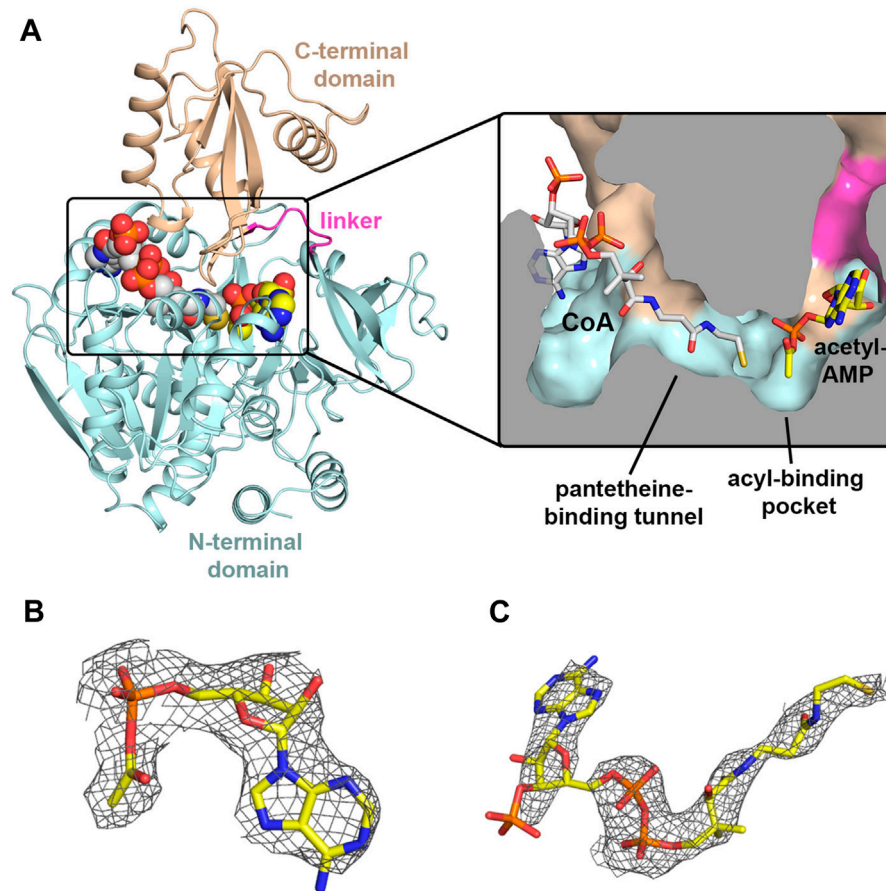 A
C-terminal
domain
linker
CoA
acetyl-
AMP
pantetheine-
binding tunnel
acyl-binding
pocket
N-terminal
domain
B
C